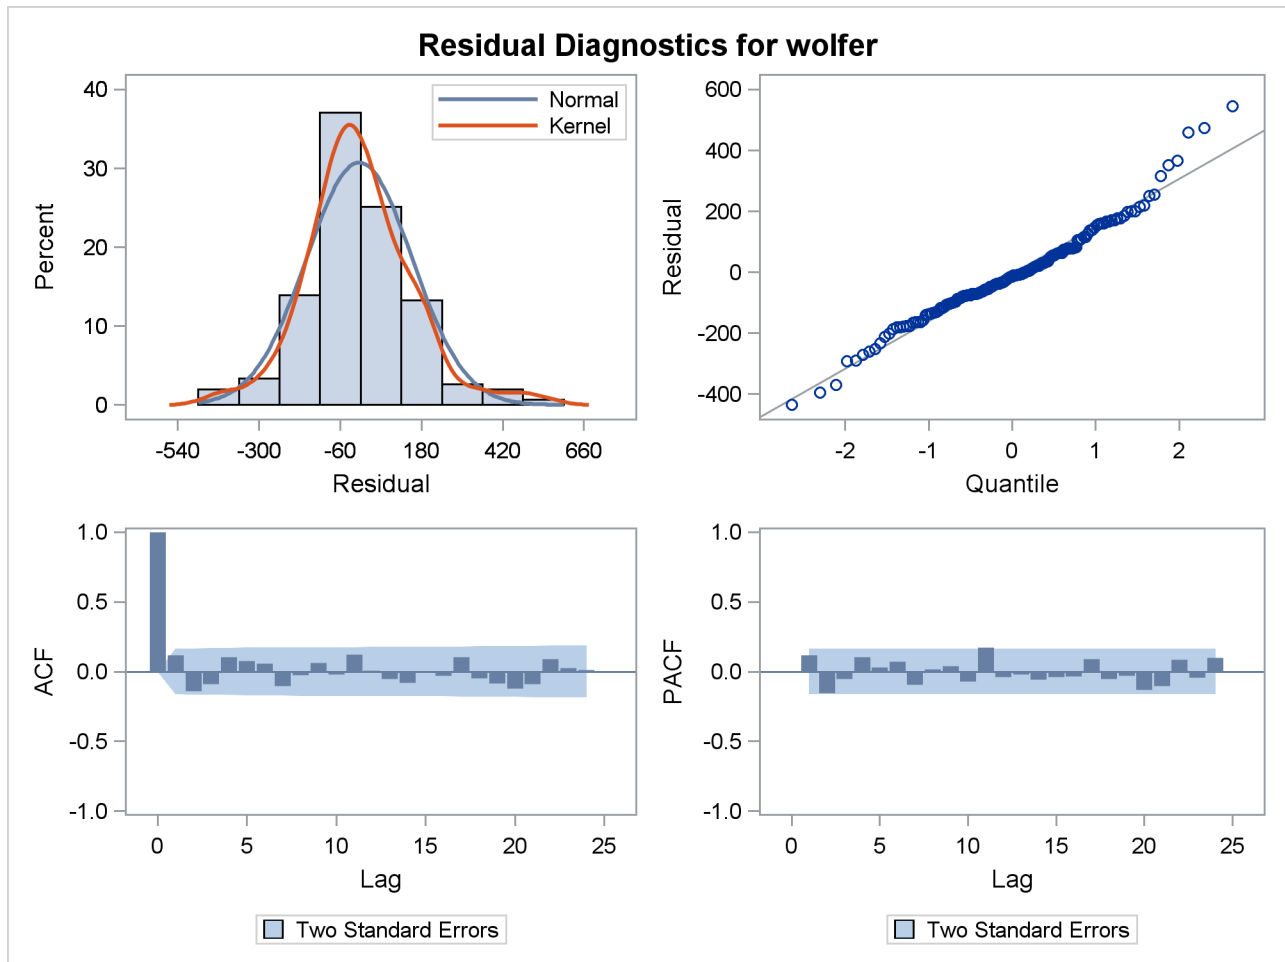 Residual Diagnostics for wolfer
Percent
40
30
20
10
0
Normal
Kernel
-540 -300 -60 180 420 660
Residual
Residual
600
400
200
0
-200
-400
-2 -1 0 1 2
Quantile
ACF
1.0
0.5
0.0
-0.5
-1.0
0 5 10 15 20 25
Lag
Two Standard Errors
PACF
1.0
0.5
0.0
-0.5
-1.0
0 5 10 15 20 25
Lag
Two Standard Errors